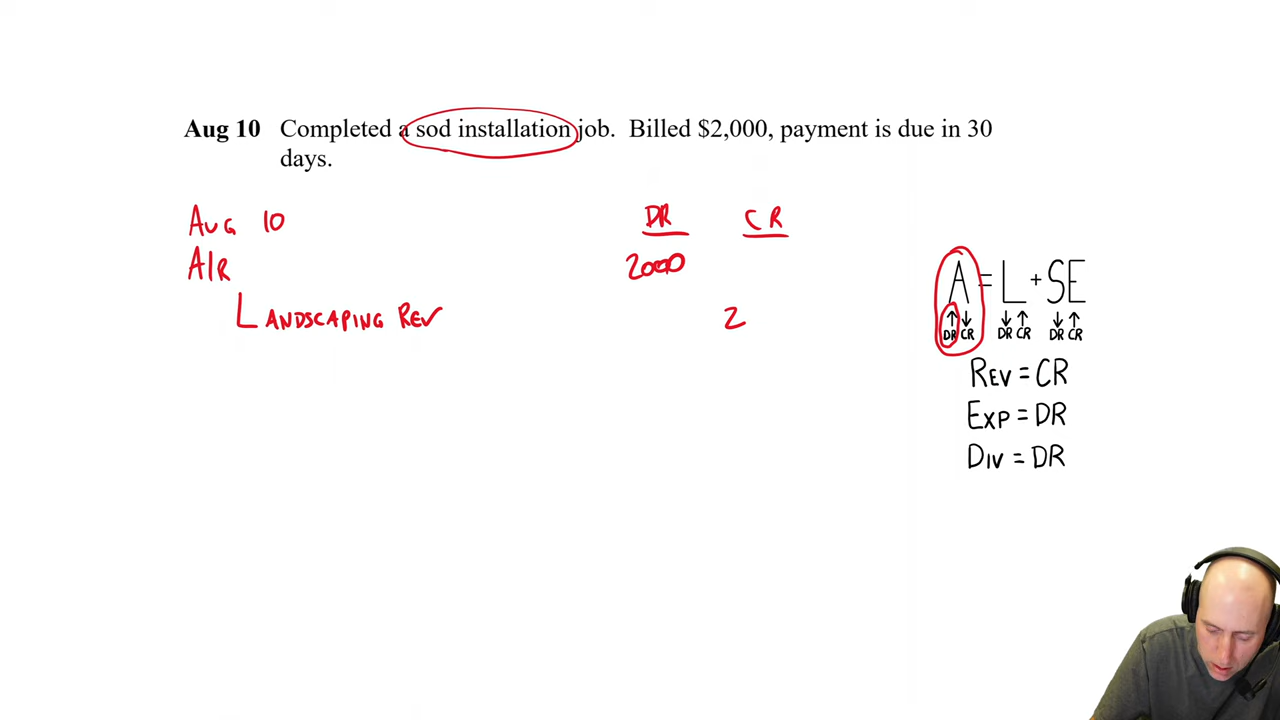 Aug 10 Completed a sod installation job. Billed $2,000, payment is due in 30
days.
AUG 10 DR CR
A/R 2000
LANDSCAPING REV 2
A = L + SE
DR CR DR CR DR CR
REV = CR
EXP = DR
DIV = DR